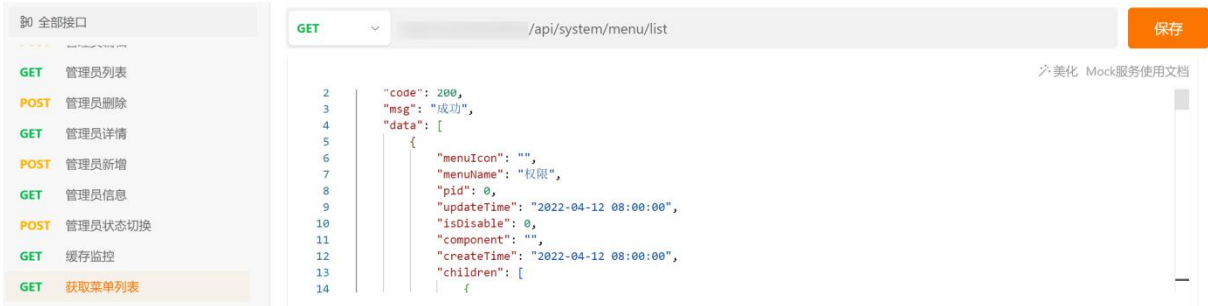 全部接口
GET 管理员列表
POST 管理员删除
GET 管理员详情
POST 管理员新增
GET 管理员信息
POST 管理员状态切换
GET 缓存监控
GET 获取菜单列表
GET /api/system/menu/list 保存
美化 Mock服务使用文档
2 "code": 200,
3 "msg": "成功",
4 "data": [
5 {
6 "menuIcon": "",
7 "menuName": "权限",
8 "pid": 0,
9 "updateTime": "2022-04-12 08:00:00",
10 "isDisable": 0,
11 "component": "",
12 "createTime": "2022-04-12 08:00:00",
13 "children": [
14 {